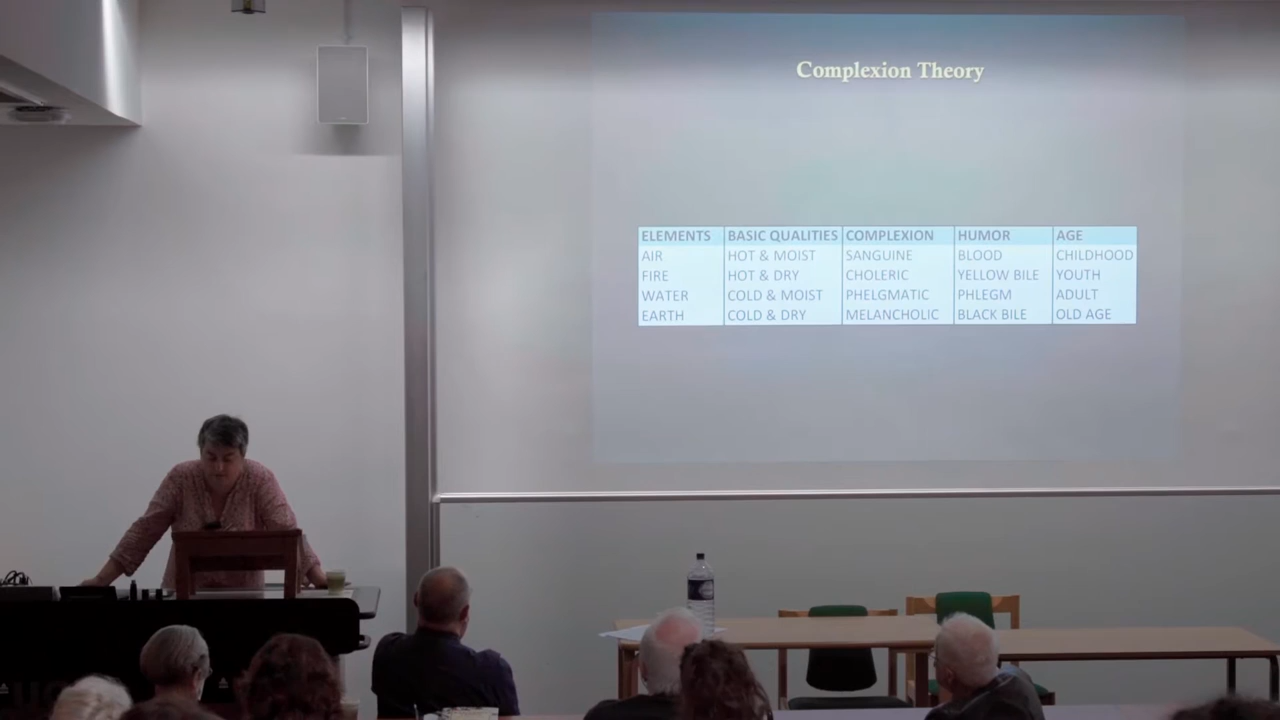 Complexion Theory
ELEMENTS BASIC QUALITIES COMPLEXION HUMOR AGE
AIR HOT & MOIST SANGUINE BLOOD CHILDHOOD
FIRE HOT & DRY CHOLERIC YELLOW BILE YOUTH
WATER COLD & MOIST PHELGMATIC PHLEGM ADULT
EARTH COLD & DRY MELANCHOLIC BLACK BILE OLD AGE